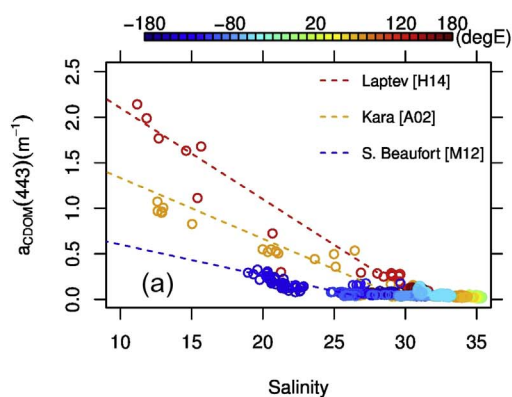 -180 -80 20 120 180 (degE)
2.5
2.0
1.5
1.0
0.5
0.0
aCDOM(443)(m⁻¹)
Laptev [H14]
Kara [A02]
S. Beaufort [M12]
(a)
10 15 20 25 30 35
Salinity